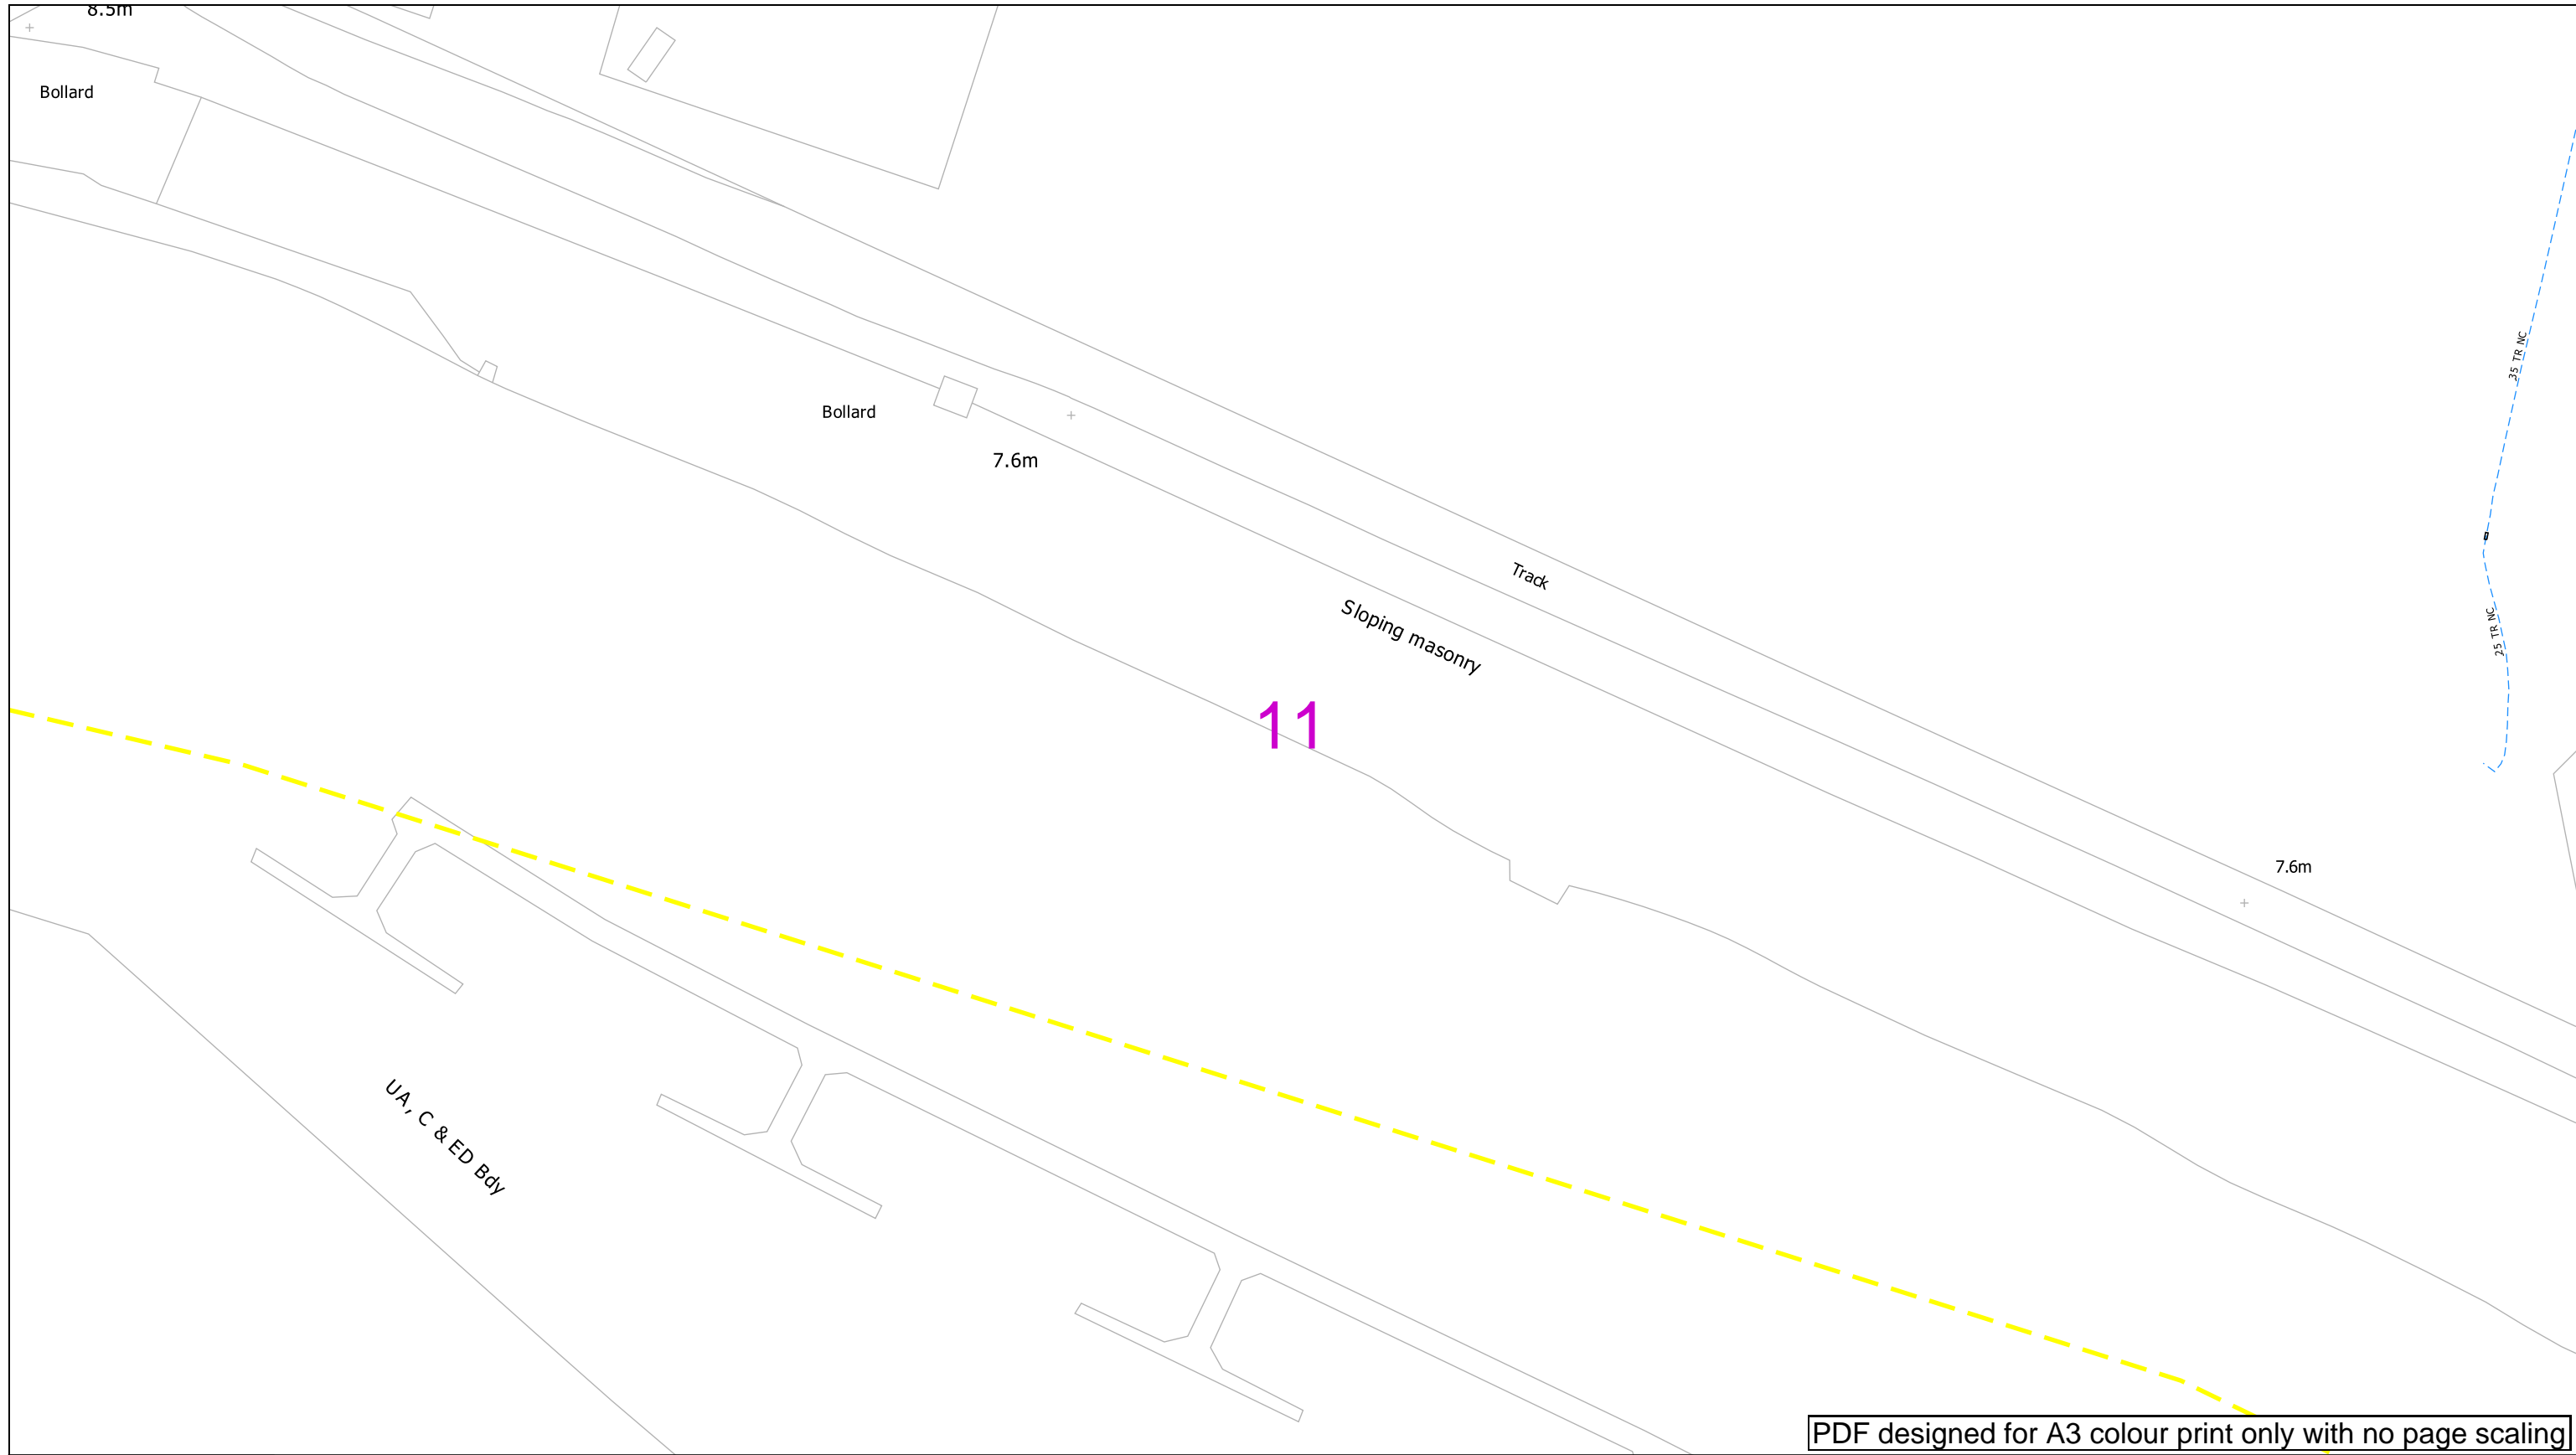 8.5m
Bollard
35 TR NC
Bollard
7.6m
Track
Sloping masonry
25 TR NC
11
7.6m
UA, C & ED Bdy
PDF designed for A3 colour print only with no page scaling